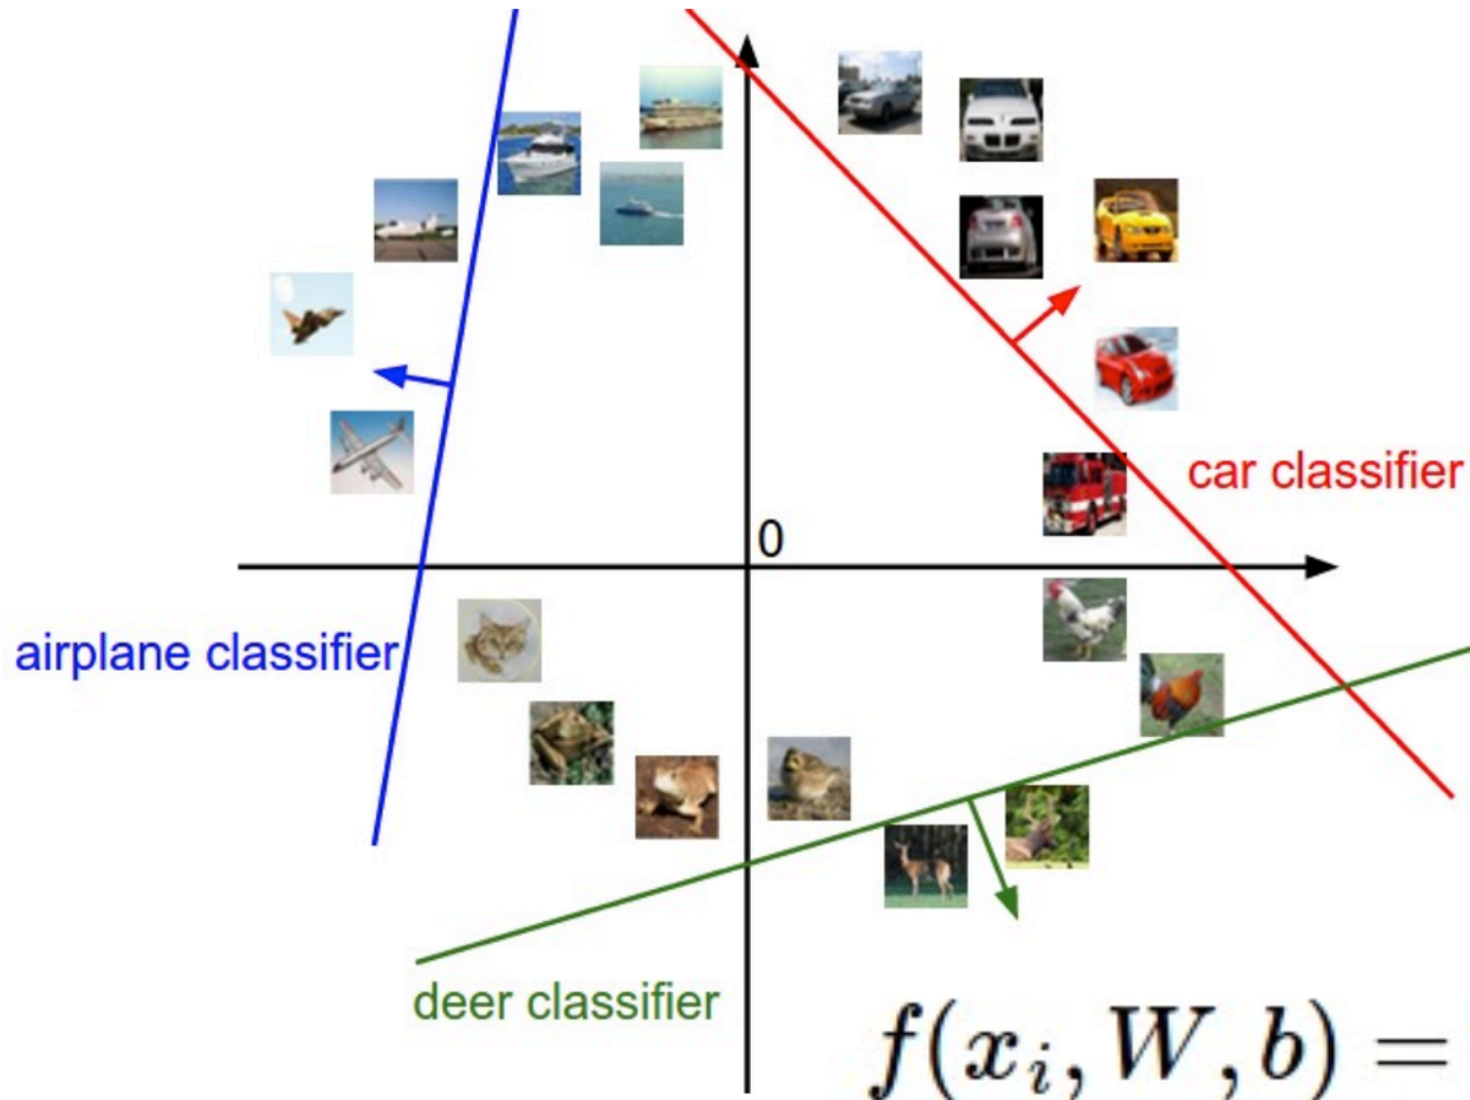 car classifier
0
airplane classifier
deer classifier
f(x_i, W, b) =